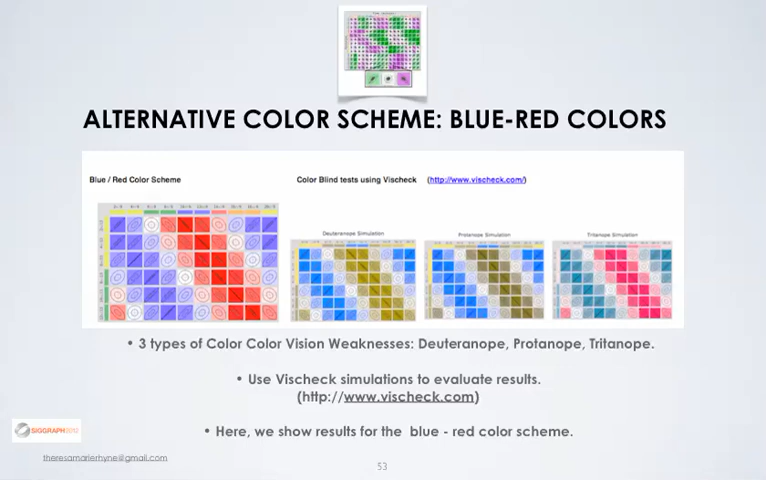 ALTERNATIVE COLOR SCHEME: BLUE-RED COLORS
Blue / Red Color Scheme
Color Blind tests using Vischeck (http://www.vischeck.com/)
Deuteranope Simulation
Protanope Simulation
Tritanope Simulation
• 3 types of Color Color Vision Weaknesses: Deuteranope, Protanope, Tritanope.
• Use Vischeck simulations to evaluate results.
(http://www.vischeck.com)
• Here, we show results for the blue - red color scheme.
SIGGRAPH2012
theresamarierhyne@gmail.com
53